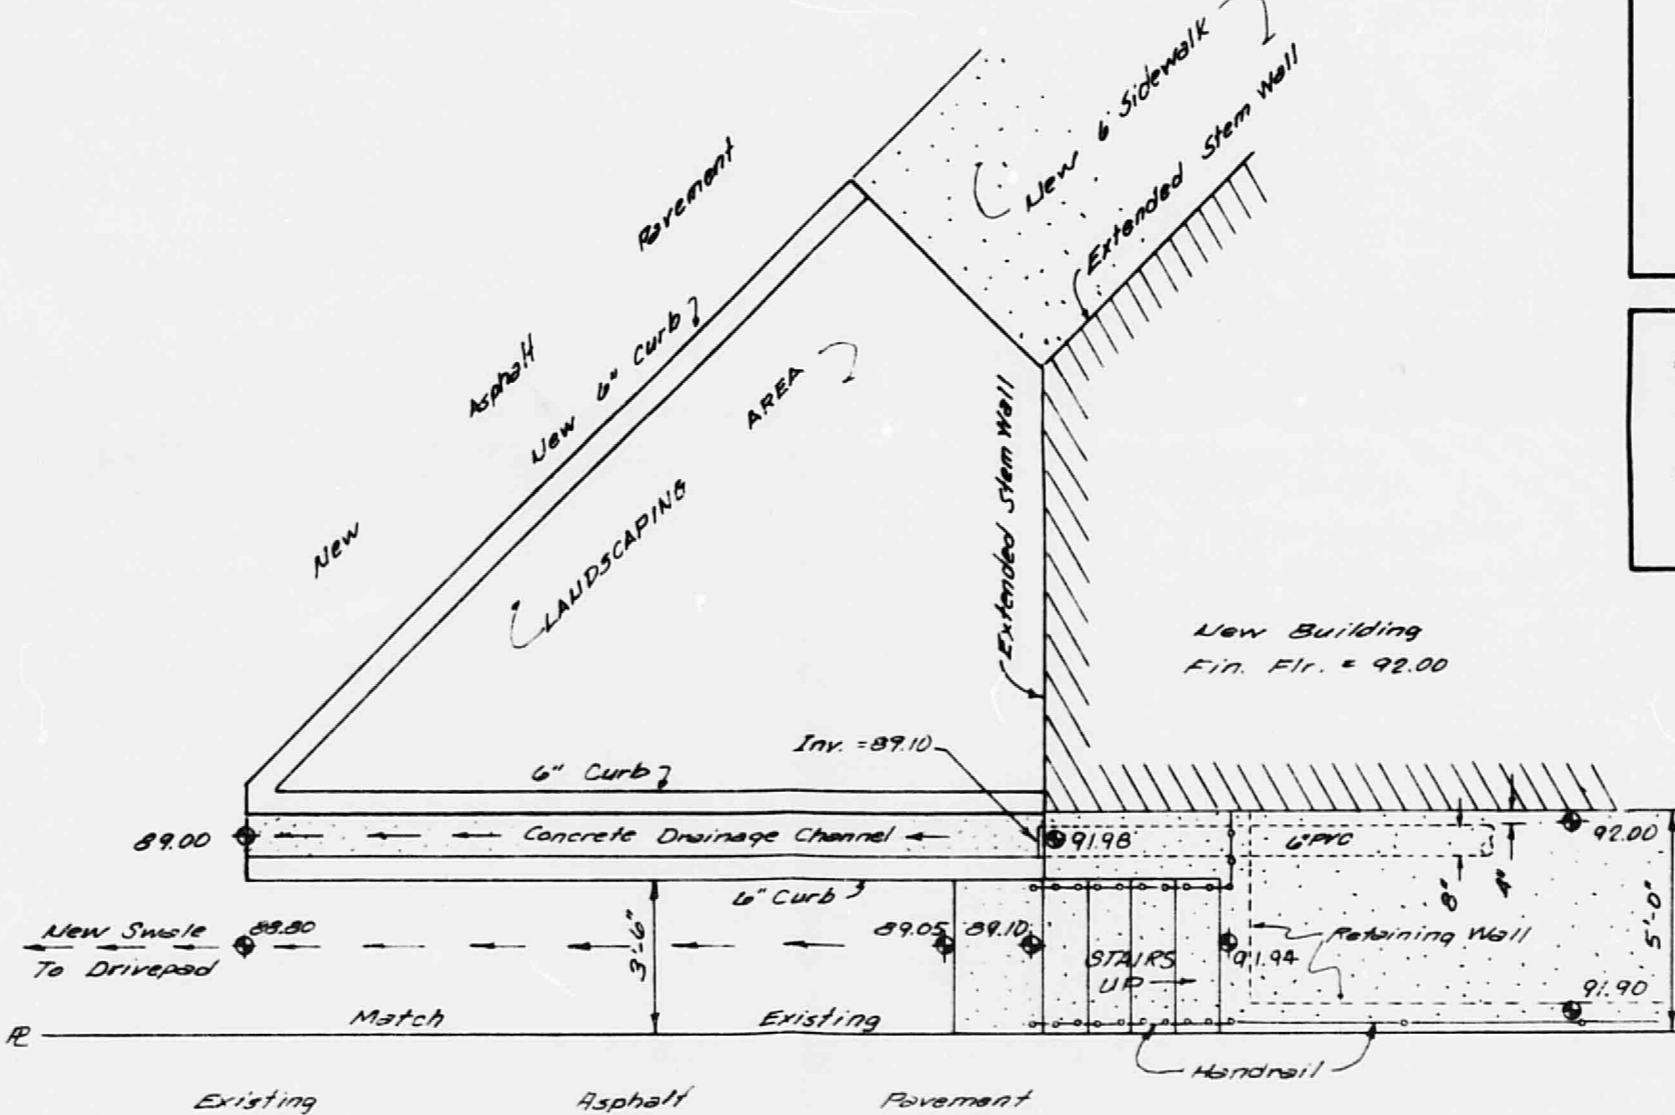 New 6' Sidewalk
Extended Stem Wall
New Asphalt Pavement
New 6" Curb
LANDSCAPING AREA
Extended Stem Wall
New Building
Fin. Flr. = 92.00
Inv. = 89.10
6" Curb
89.00
Concrete Drainage Channel
91.98
6" PVC
92.00
8"
4"
5'-0"
6" Curb
3'-6"
New Swale
To Drivepad
88.80
89.05
89.10
STAIRS
UP
91.94
Retaining Wall
91.90
Match Existing
PL
Handrail
Existing Asphalt Pavement